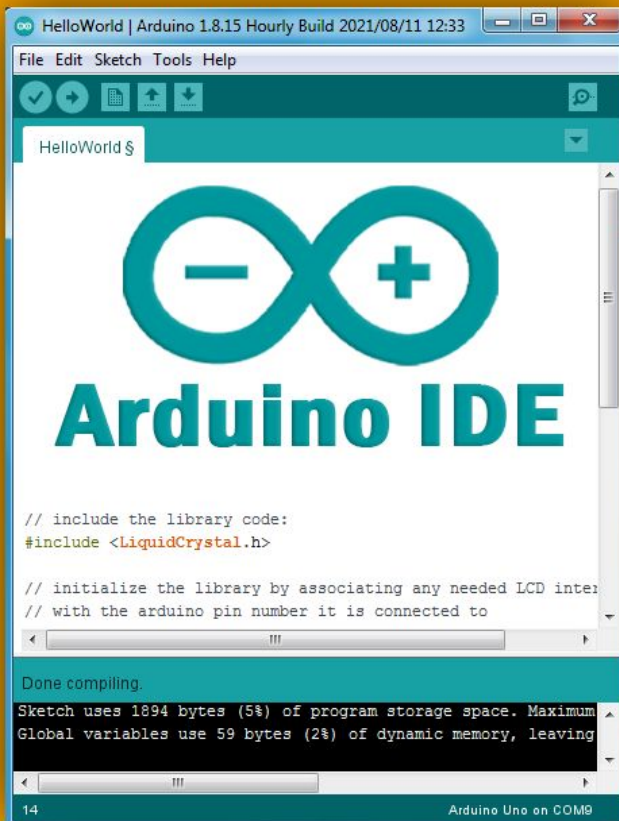 HelloWorld | Arduino 1.8.15 Hourly Build 2021/08/11 12:33
File Edit Sketch Tools Help
HelloWorld §
Arduino IDE
// include the library code:
#include <LiquidCrystal.h>
// initialize the library by associating any needed LCD inter
// with the arduino pin number it is connected to
Done compiling.
Sketch uses 1894 bytes (5%) of program storage space. Maximum
Global variables use 59 bytes (2%) of dynamic memory, leaving
14 Arduino Uno on COM9